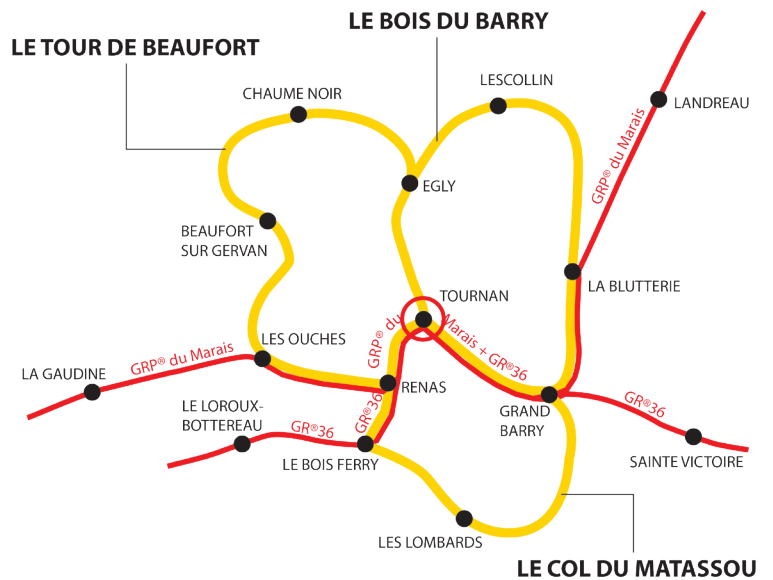 LE BOIS DU BARRY
LE TOUR DE BEAUFORT
LESCOLLIN
CHAUME NOIR
LANDREAU
GRP® du Marais
EGLY
BEAUFORT
SUR GERVAN
LA BLUTTERIE
TOURNAN
GRP® du
Marais + GR®36
LES OUCHES
GRP® du Marais
LA GAUDINE
RENAS
GR®36
GR®36
GRAND
BARRY
LE LOROUX-
BOTTEREAU
GR®36
LE BOIS FERRY
SAINTE VICTOIRE
LES LOMBARDS
LE COL DU MATASSOU